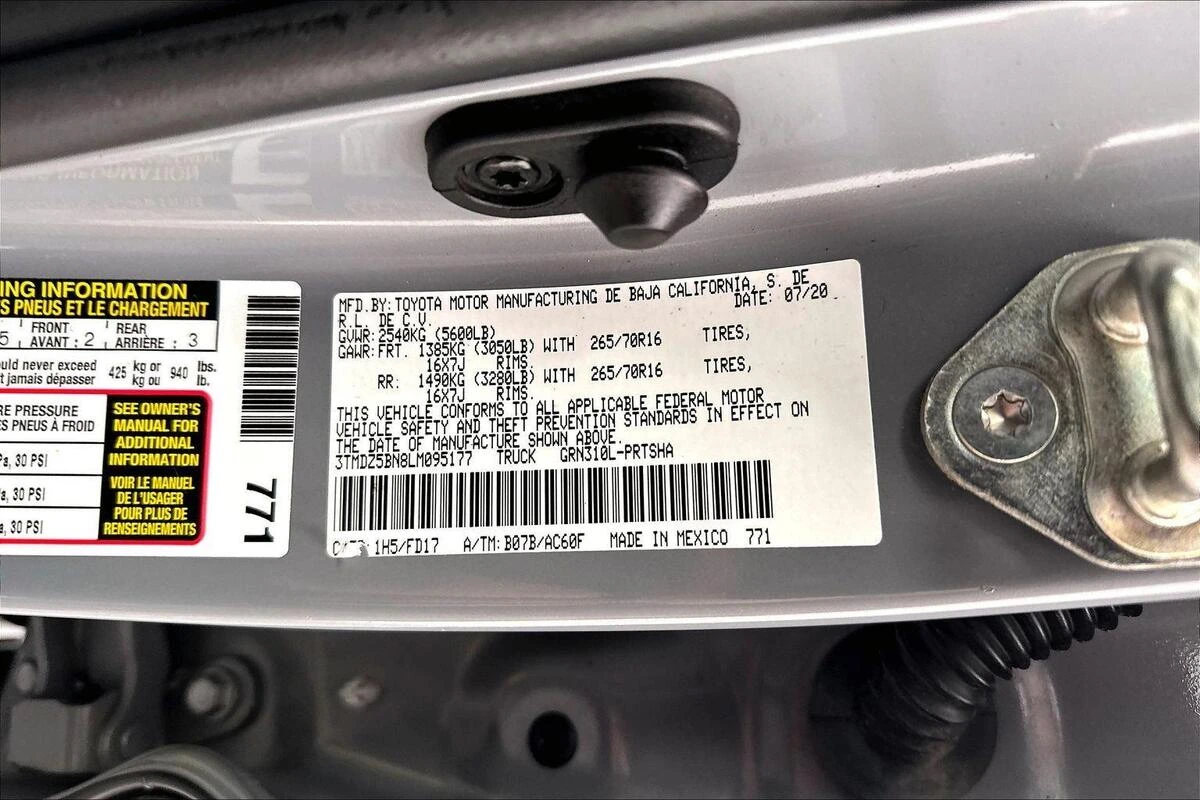 ING INFORMATION
S PNEUS ET LE CHARGEMENT
5 FRONT AVANT : 2 REAR ARRIÈRE : 3
uld never exceed
t jamais dépasser 425 kg or kg ou 940 lbs. lb.
RE PRESSURE
ES PNEUS À FROID
a, 30 PSI
a, 30 PSI
a, 30 PSI
SEE OWNER'S
MANUAL FOR
ADDITIONAL
INFORMATION
VOIR LE MANUEL
DE L'USAGER
POUR PLUS DE
RENSEIGNEMENTS
771
MFD.BY:TOYOTA MOTOR MANUFACTURING DE BAJA CALIFORNIA, S. DE
R.L. DE C.V. DATE: 07/20
GVWR:2540KG (5600LB)
GAWR:FRT. 1385KG (3050LB) WITH 265/70R16 TIRES,
16X7J RIMS.
RR: 1490KG (3280LB) WITH 265/70R16 TIRES,
16X7J RIMS.
THIS VEHICLE CONFORMS TO ALL APPLICABLE FEDERAL MOTOR
VEHICLE SAFETY AND THEFT PREVENTION STANDARDS IN EFFECT ON
THE DATE OF MANUFACTURE SHOWN ABOVE.
3TMDZ5BN8LM095177 TRUCK GRN310L-PRTSHA
1H5/FD17 A/TM:B07B/AC60F MADE IN MEXICO 771